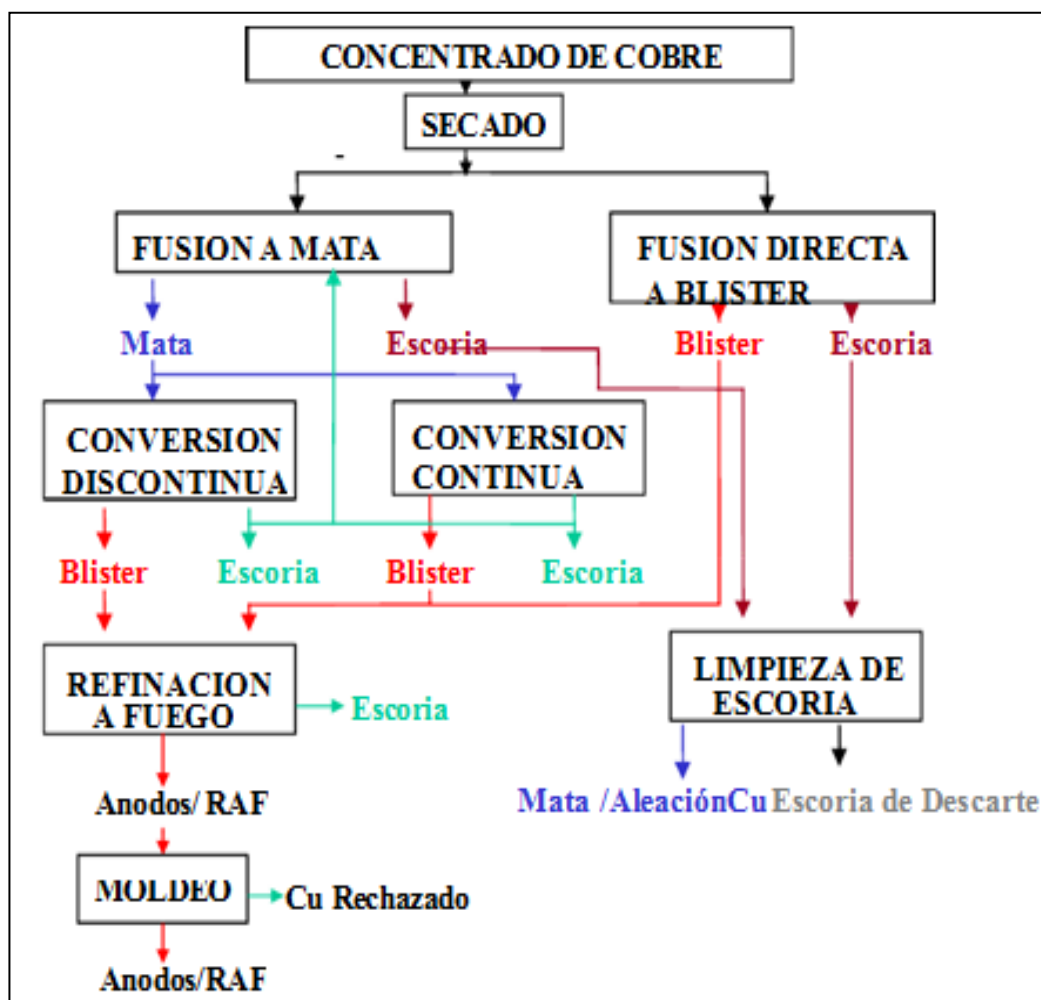 CONCENTRADO DE COBRE
SECADO
-
FUSION A MATA
FUSION DIRECTA
A BLISTER
Mata
Escoria
Blister
Escoria
CONVERSION
DISCONTINUA
CONVERSION
CONTINUA
Blister
Escoria
Blister
Escoria
REFINACION
A FUEGO
Escoria
LIMPIEZA DE
ESCORIA
Anodos/ RAF
Mata /AleaciónCu
Escoria de Descarte
MOLDEO
Cu Rechazado
Anodos/RAF